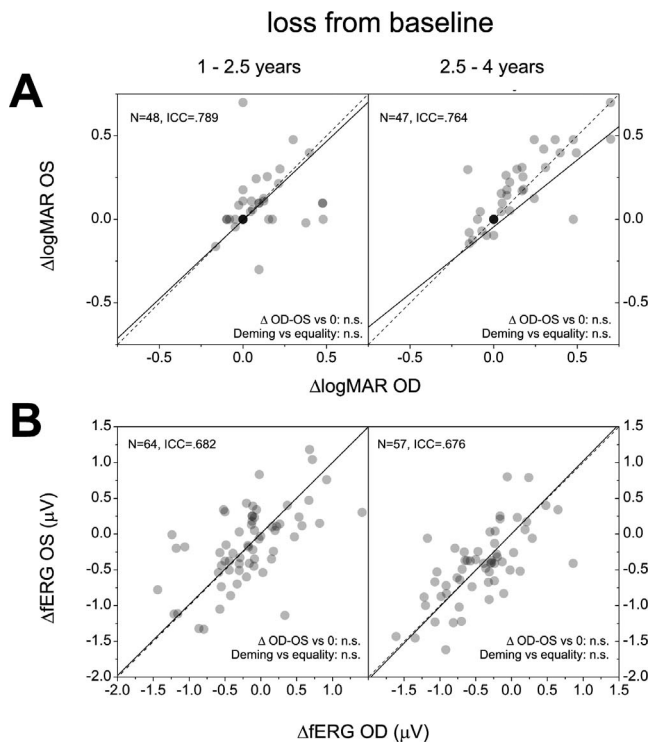 loss from baseline
1 - 2.5 years
2.5 - 4 years
A
N=48, ICC=.789
N=47, ICC=.764
ΔlogMAR OS
0.5
0.0
-0.5
0.5
0.0
-0.5
Δ OD-OS vs 0: n.s.
Deming vs equality: n.s.
Δ OD-OS vs 0: n.s.
Deming vs equality: n.s.
-0.5 0.0 0.5
-0.5 0.0 0.5
ΔlogMAR OD
B
N=64, ICC=.682
N=57, ICC=.676
ΔfERG OS (μV)
1.5
1.0
0.5
0.0
-0.5
-1.0
-1.5
-2.0
1.5
1.0
0.5
0.0
-0.5
-1.0
-1.5
-2.0
Δ OD-OS vs 0: n.s.
Deming vs equality: n.s.
Δ OD-OS vs 0: n.s.
Deming vs equality: n.s.
-2.0 -1.5 -1.0 -0.5 0.0 0.5 1.0
-1.5 -1.0 -0.5 0.0 0.5 1.0 1.5
ΔfERG OD (μV)